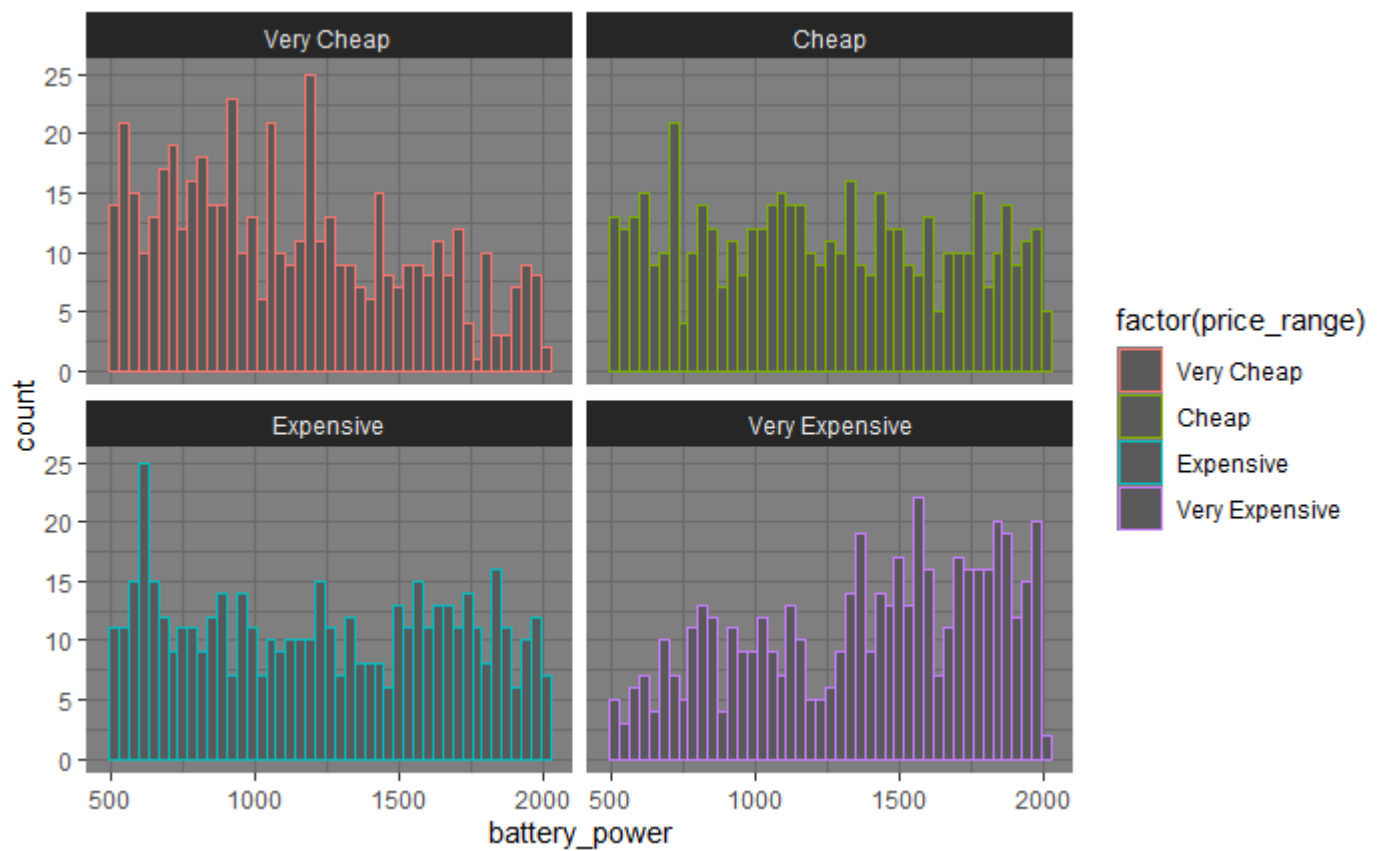 Very Cheap
Cheap
25
20
15
10
5
0
Expensive
Very Expensive
25
20
15
10
5
0
500
1000
1500
2000
500
1000
1500
2000
battery_power
count
factor(price_range)
Very Cheap
Cheap
Expensive
Very Expensive